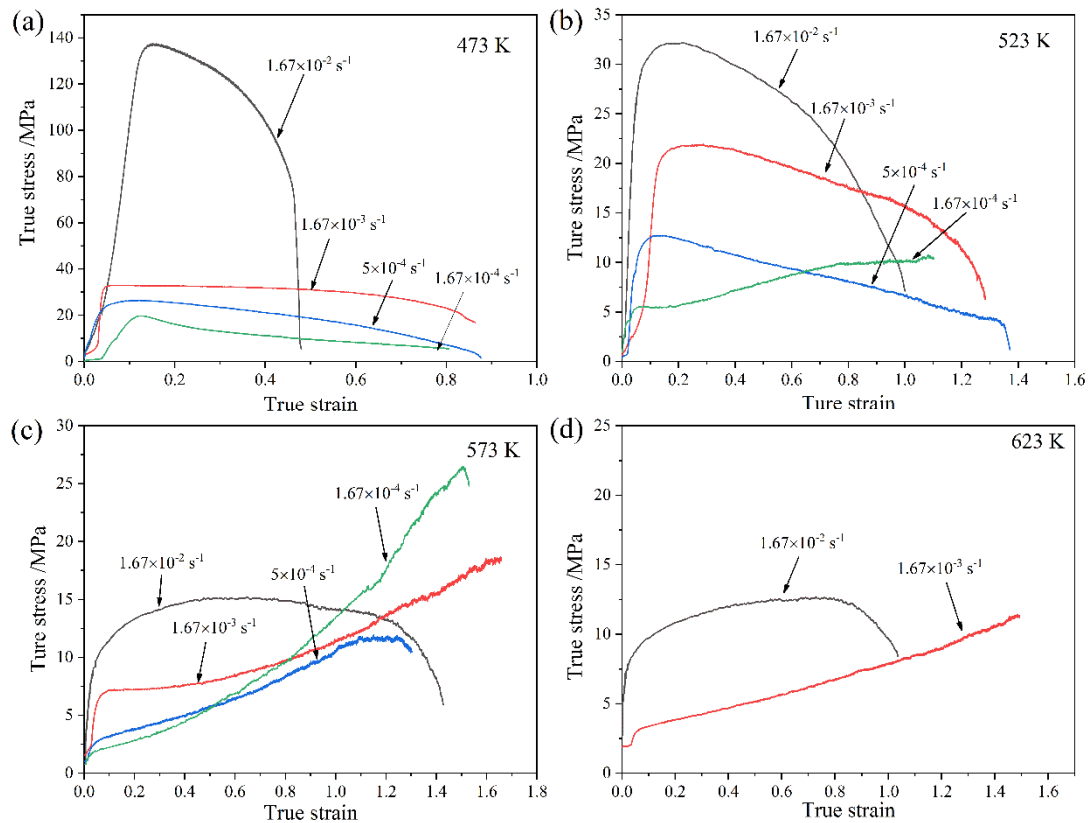 (a)
473 K
1.67×10⁻² s⁻¹
1.67×10⁻³ s⁻¹
5×10⁻⁴ s⁻¹
1.67×10⁻⁴ s⁻¹
True stress /MPa
140
120
100
80
60
40
20
0
0.0 0.2 0.4 0.6 0.8 1.0
True strain
(b)
523 K
1.67×10⁻² s⁻¹
1.67×10⁻³ s⁻¹
5×10⁻⁴ s⁻¹
1.67×10⁻⁴ s⁻¹
Ture stress /MPa
35
30
25
20
15
10
5
0
0.0 0.2 0.4 0.6 0.8 1.0 1.2 1.4 1.6
Ture strain
(c)
573 K
1.67×10⁻⁴ s⁻¹
1.67×10⁻² s⁻¹
5×10⁻⁴ s⁻¹
1.67×10⁻³ s⁻¹
Ture stress /MPa
30
25
20
15
10
5
0
0.0 0.2 0.4 0.6 0.8 1.0 1.2 1.4 1.6 1.8
True strain
(d)
623 K
1.67×10⁻² s⁻¹
1.67×10⁻³ s⁻¹
True stress /MPa
25
20
15
10
5
0
0.0 0.2 0.4 0.6 0.8 1.0 1.2 1.4 1.6
True strain